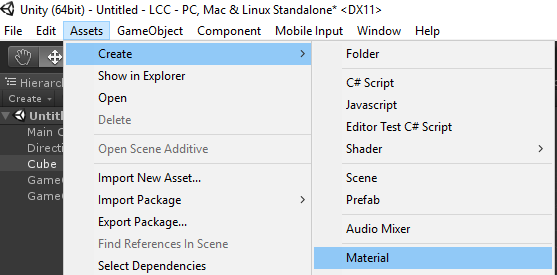 Unity (64bit) - Untitled - LCC - PC, Mac & Linux Standalone* <DX11>
File Edit Assets GameObject Component Mobile Input Window Help
Create
Folder
Show in Explorer
C# Script
Open
Javascript
Delete
Editor Test C# Script
Open Scene Additive
Shader
Import New Asset...
Scene
Import Package
Prefab
Export Package...
Audio Mixer
Find References In Scene
Material
Select Dependencies
Hierarc
Create
Untitl
Main C
Directi
Cube
GameO
GameO